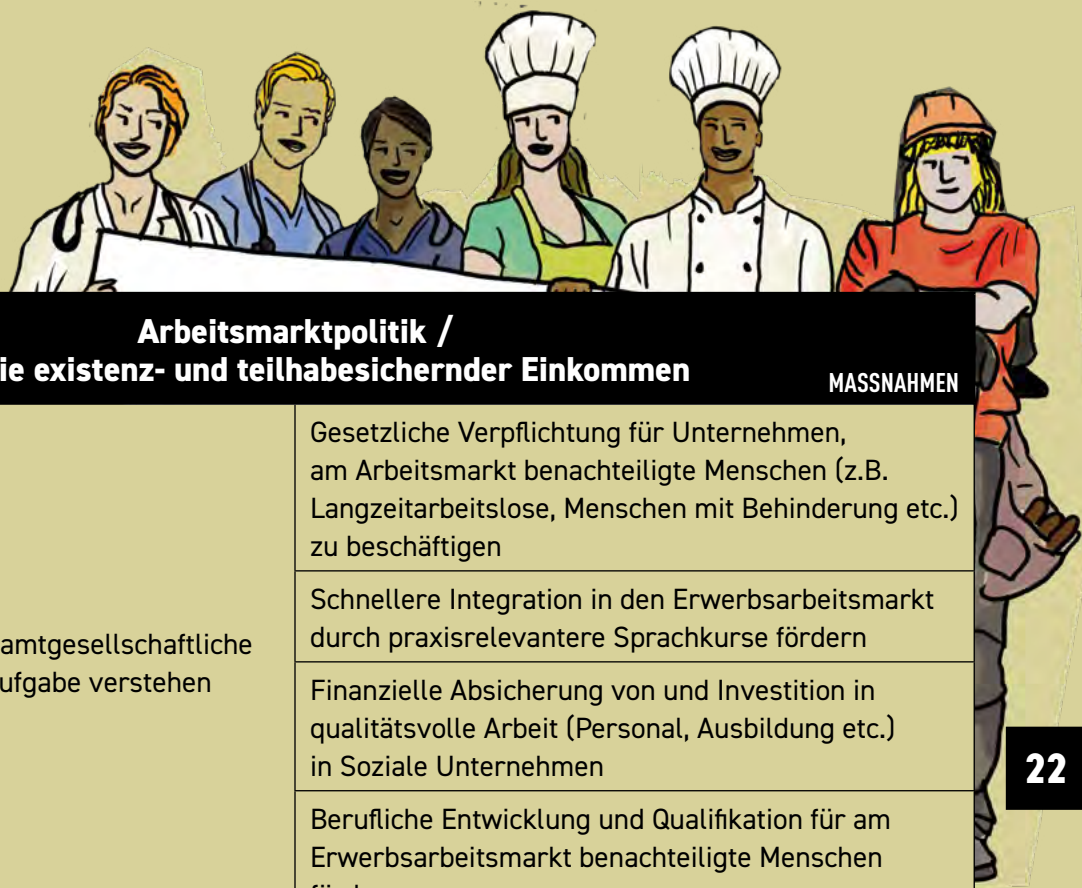 Arbeitsmarktpolitik /
existenz- und teilhabesichernder Einkommen
MASSNAHMEN
Gesetzliche Verpflichtung für Unternehmen,
am Arbeitsmarkt benachteiligte Menschen (z.B.
Langzeitarbeitslose, Menschen mit Behinderung etc.)
zu beschäftigen
Schnellere Integration in den Erwerbsarbeitsmarkt
durch praxisrelevantere Sprachkurse fördern
amtgesellschaftliche
ufgabe verstehen
Finanzielle Absicherung von und Investition in
qualitätsvolle Arbeit (Personal, Ausbildung etc.)
in Soziale Unternehmen
22
Berufliche Entwicklung und Qualifikation für am
Erwerbsarbeitsmarkt benachteiligte Menschen